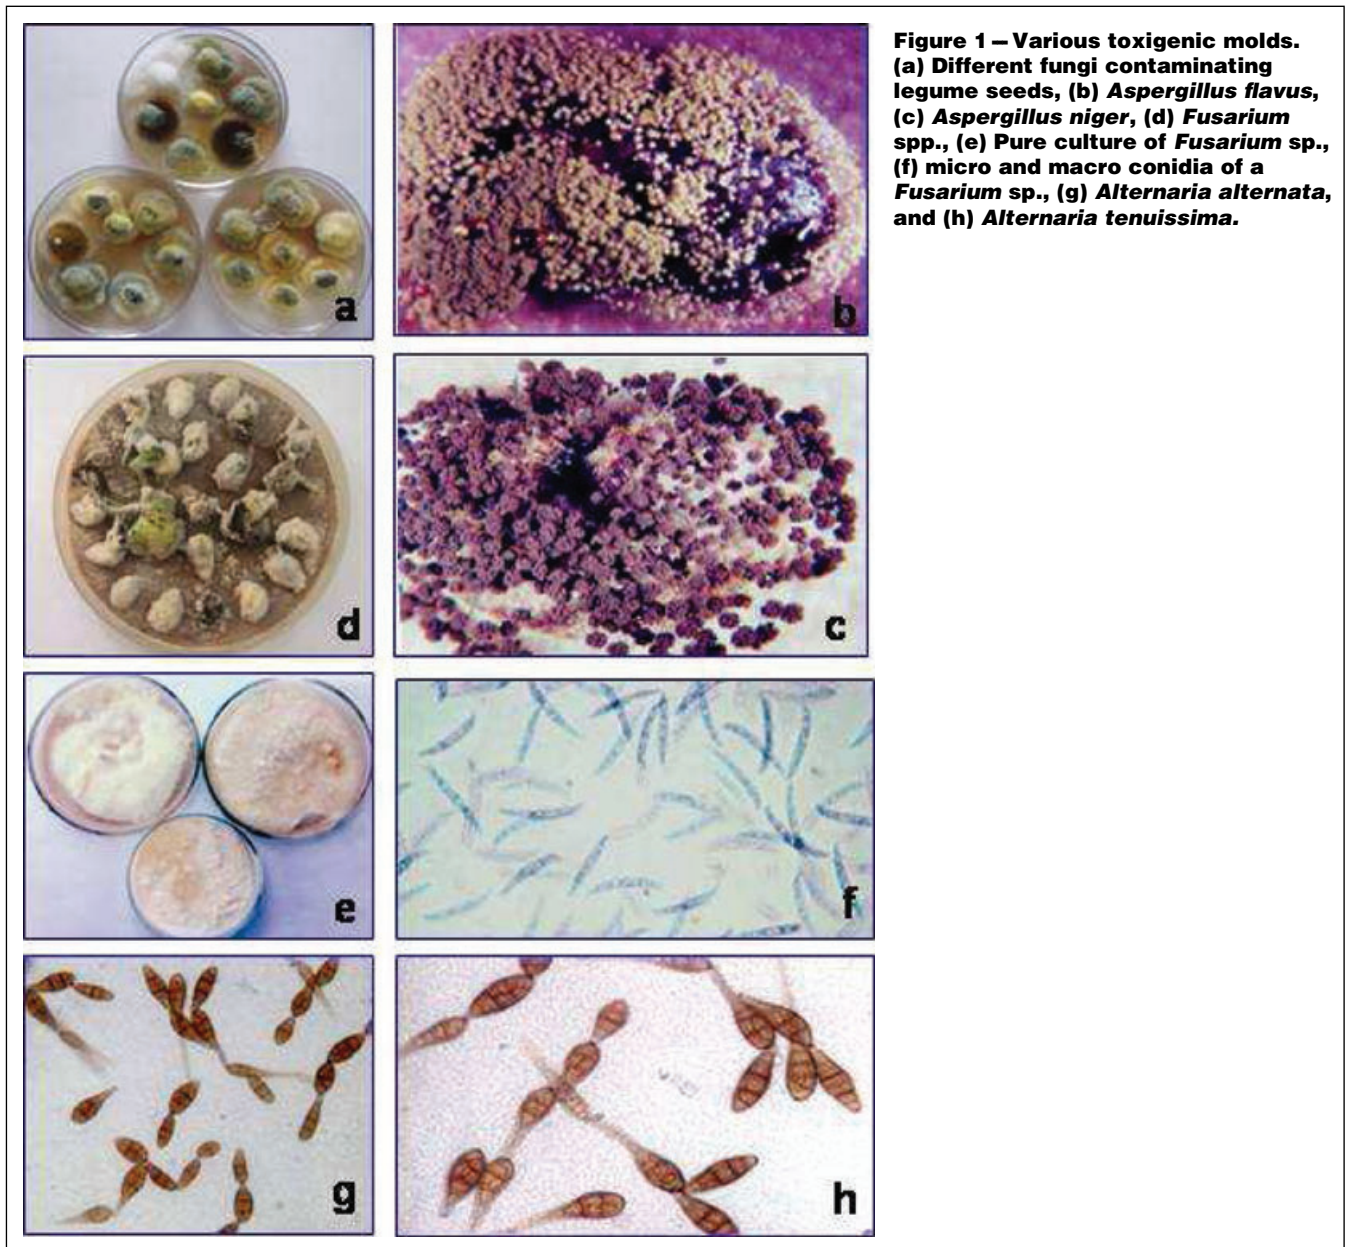 Figure 1—Various toxigenic molds.
(a) Different fungi contaminating
legume seeds, (b) Aspergillus flavus,
(c) Aspergillus niger, (d) Fusarium
spp., (e) Pure culture of Fusarium sp.,
(f) micro and macro conidia of a
Fusarium sp., (g) Alternaria alternata,
and (h) Alternaria tenuissima.
a
b
d
c
e
f
g
h